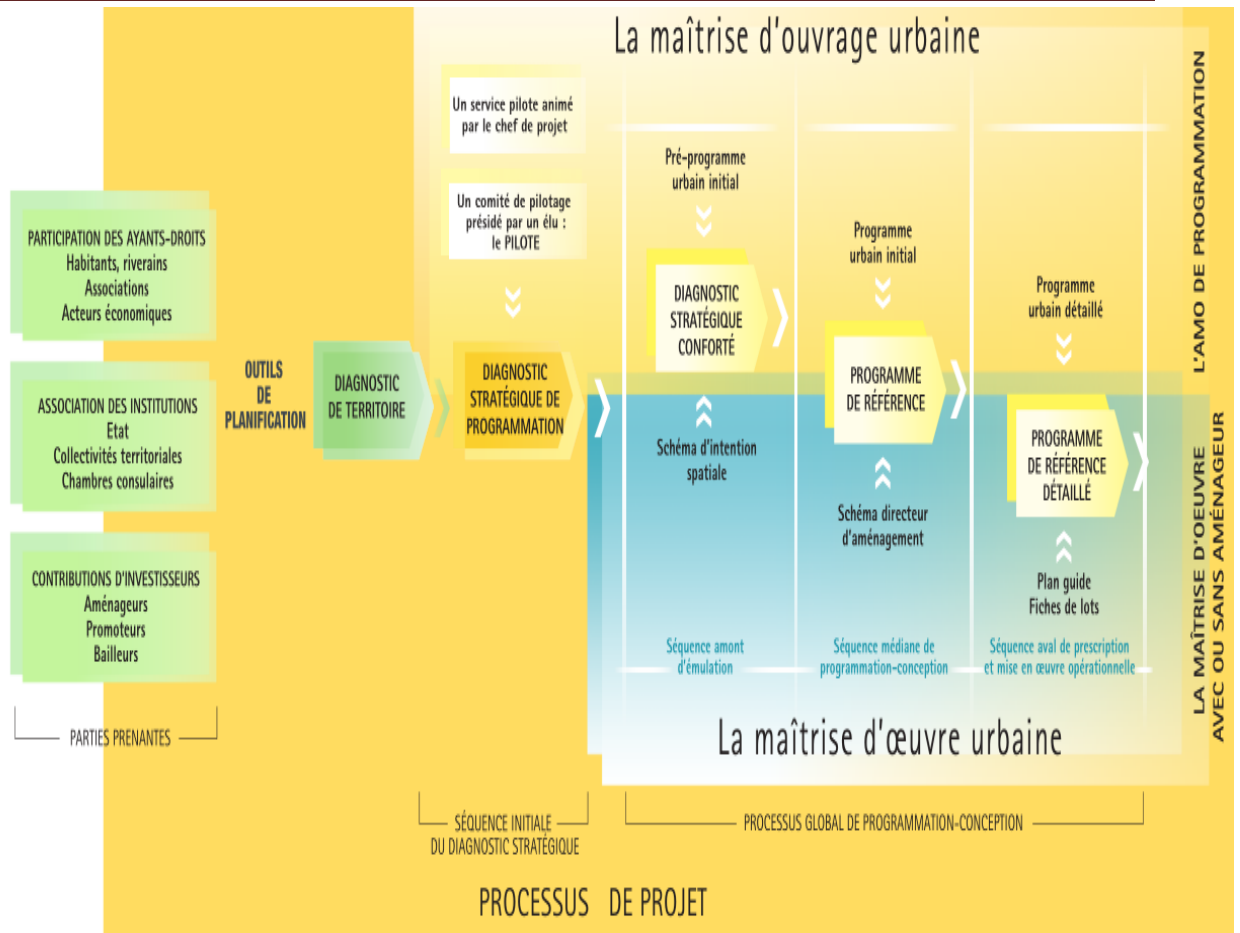 La maîtrise d'ouvrage urbaine
Un service pilote animé
par le chef de projet
Un comité de pilotage
présidé par un élu :
le PILOTE
PARTICIPATION DES AYANTS-DROITS
Habitants, riverains
Associations
Acteurs économiques
ASSOCIATION DES INSTITUTIONS
Etat
Collectivités territoriales
Chambres consulaires
CONTRIBUTIONS D'INVESTISSEURS
Aménageurs
Promoteurs
Bailleurs
PARTIES PRENANTES
OUTILS
DE
PLANIFICATION
DIAGNOSTIC
DE TERRITOIRE
DIAGNOSTIC
STRATÉGIQUE DE
PROGRAMMATION
Pré-programme
urbain initial
DIAGNOSTIC
STRATÉGIQUE
CONFORTÉ
Schéma d'intention
spatiale
Séquence amont
d'émulation
Programme
urbain initial
PROGRAMME
DE RÉFÉRENCE
Schéma directeur
d'aménagement
Séquence médiane de
programmation-conception
Programme
urbain détaillé
PROGRAMME
DE RÉFÉRENCE
DÉTAILLÉ
Plan guide
Fiches de lots
Séquence aval de prescription
et mise en œuvre opérationnelle
La maîtrise d'œuvre urbaine
L'AMO DE PROGRAMMATION
LA MAÎTRISE D'OEUVRE
AVEC OU SANS AMÉNAGEUR
SÉQUENCE INITIALE
DU DIAGNOSTIC STRATÉGIQUE
PROCESSUS GLOBAL DE PROGRAMMATION-CONCEPTION
PROCESSUS DE PROJET